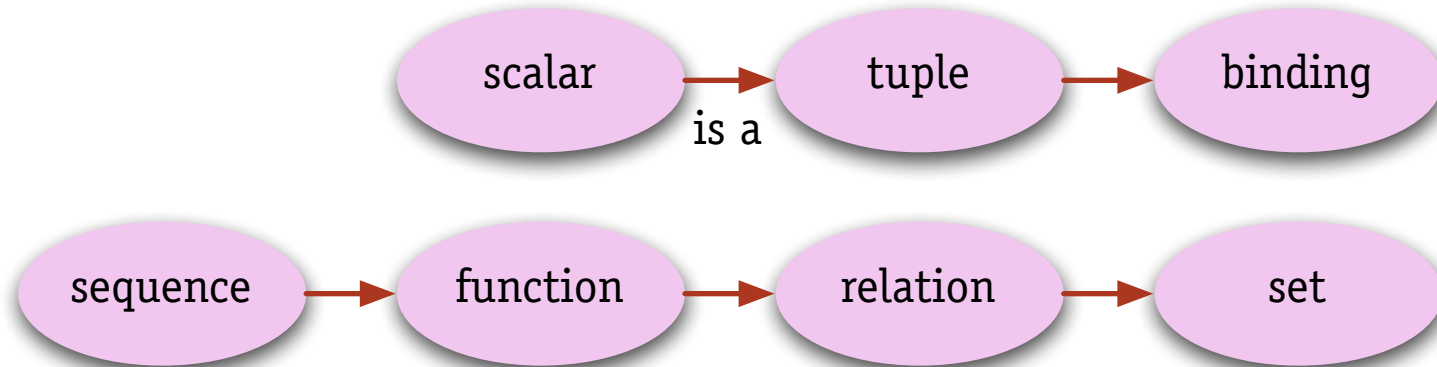 scalar tuple binding
is a
sequence function relation set